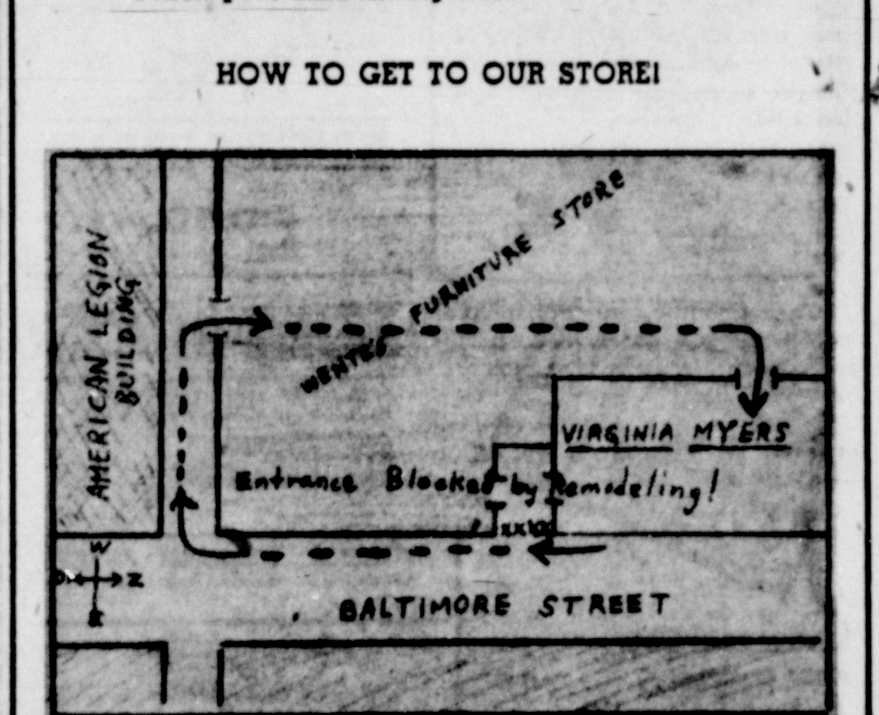 HOW TO GET TO OUR STORE!
AMERICAN LEGION
BUILDING
WENTE'S FURNITURE STORE
VIRGINIA MYERS
Entrance Blocked by Remodeling!
W
Z
BALTIMORE STREET